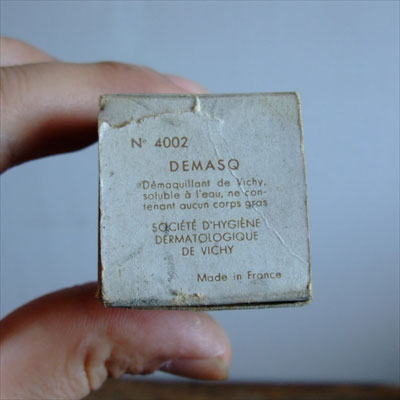 N° 4002
DEMASQ
Démaquillant de Vichy,
soluble à l'eau, ne con-
tenant aucun corps gras
SOCIÉTÉ D'HYGIÈNE
DERMATOLOGIQUE
DE VICHY
Made in France